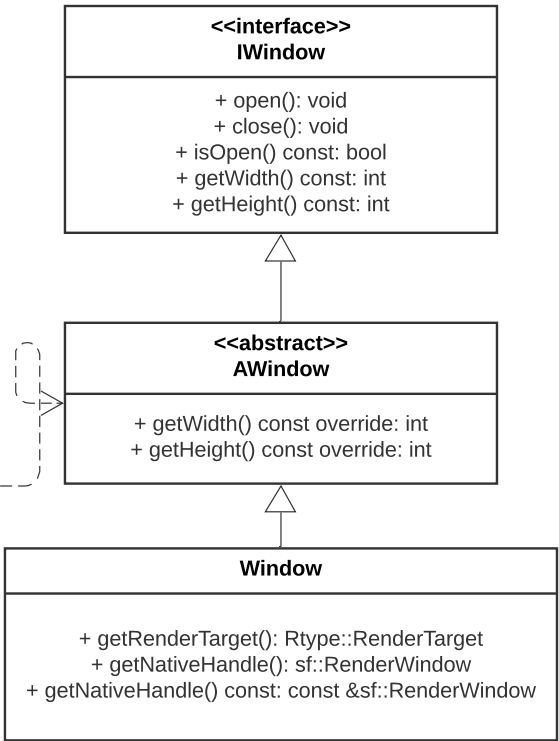 <<interface>>
IWindow
+ open(): void
+ close(): void
+ isOpen() const: bool
+ getWidth() const: int
+ getHeight() const: int
<<abstract>>
AWindow
+ getWidth() const override: int
+ getHeight() const override: int
Window
+ getRenderTarget(): Rtype::RenderTarget
+ getNativeHandle(): sf::RenderWindow
+ getNativeHandle() const: const &sf::RenderWindow